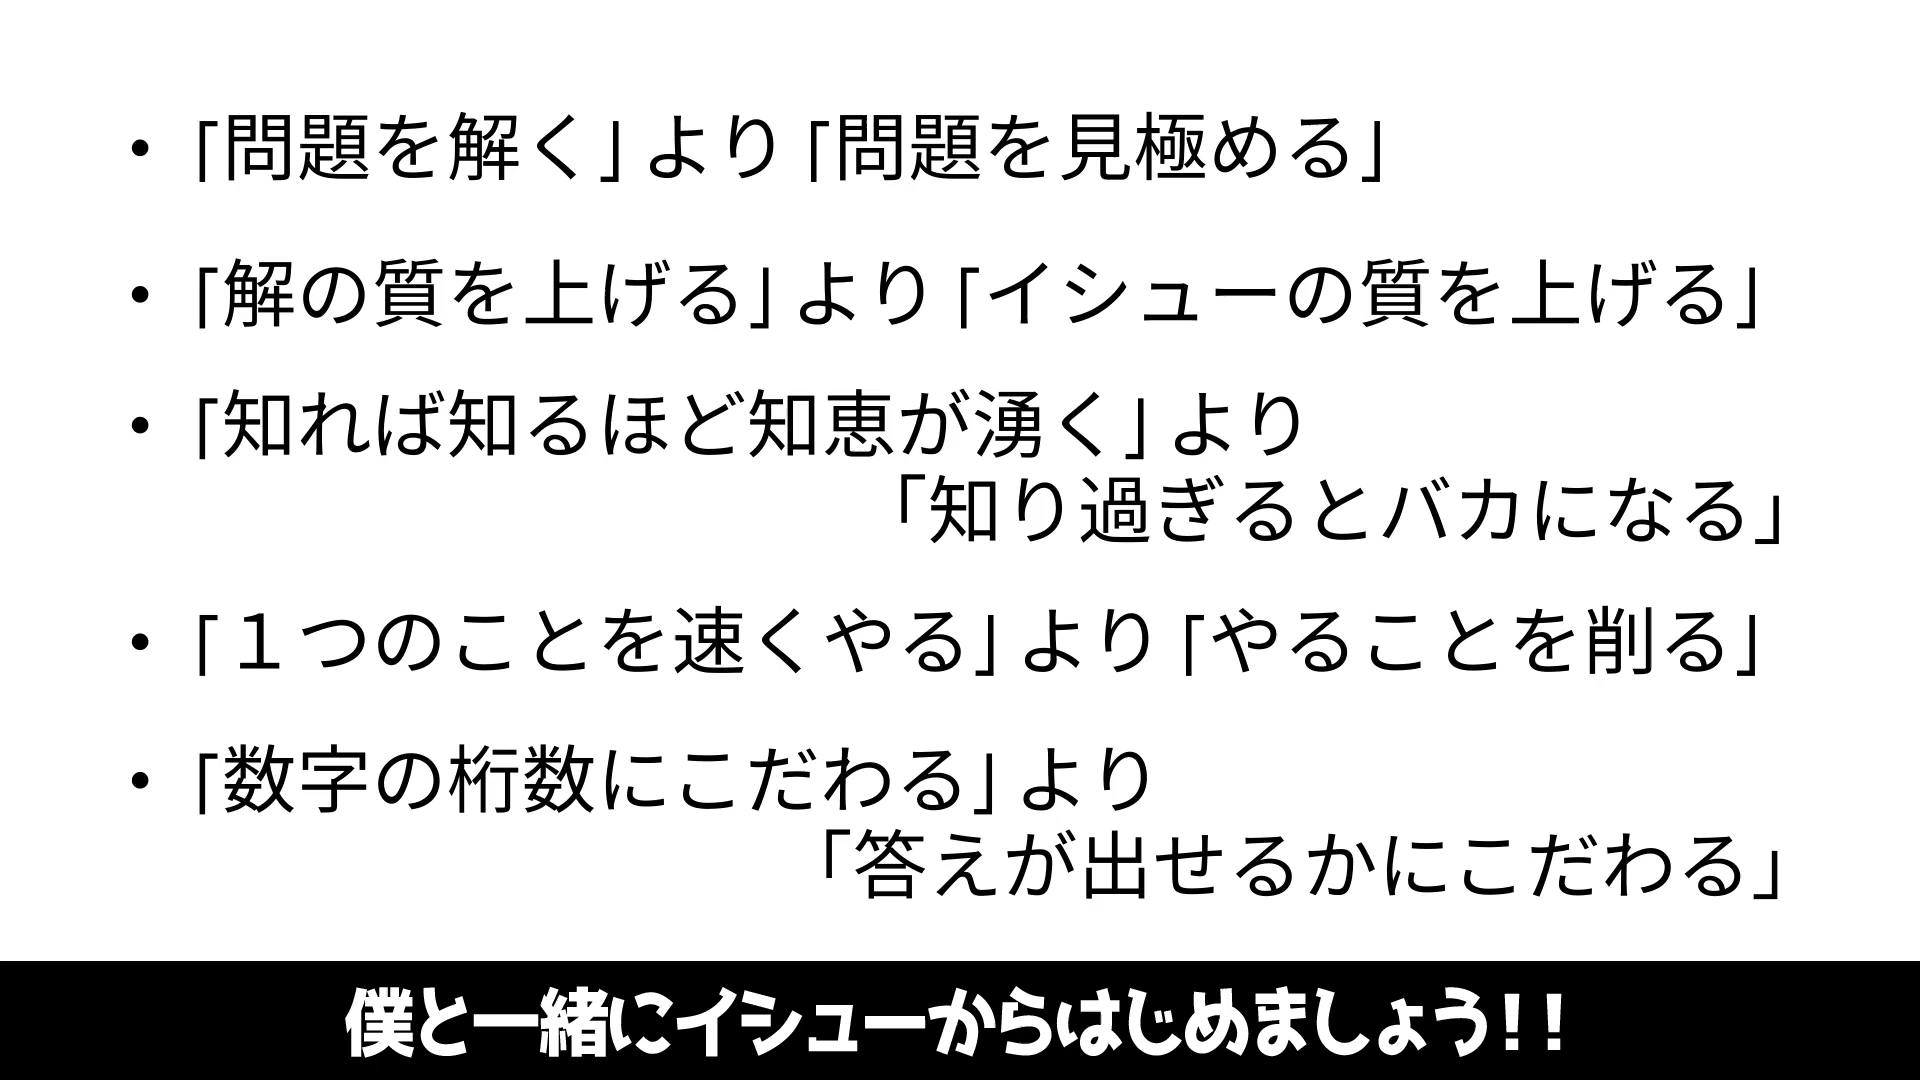 ・「問題を解く」より「問題を見極める」
・「解の質を上げる」より「イシューの質を上げる」
・「知れば知るほど知恵が湧く」より
「知り過ぎるとバカになる」
・「１つのことを速くやる」より「やることを削る」
・「数字の桁数にこだわる」より
「答えが出せるかにこだわる」
僕と一緒にイシューからはじめましょう！！